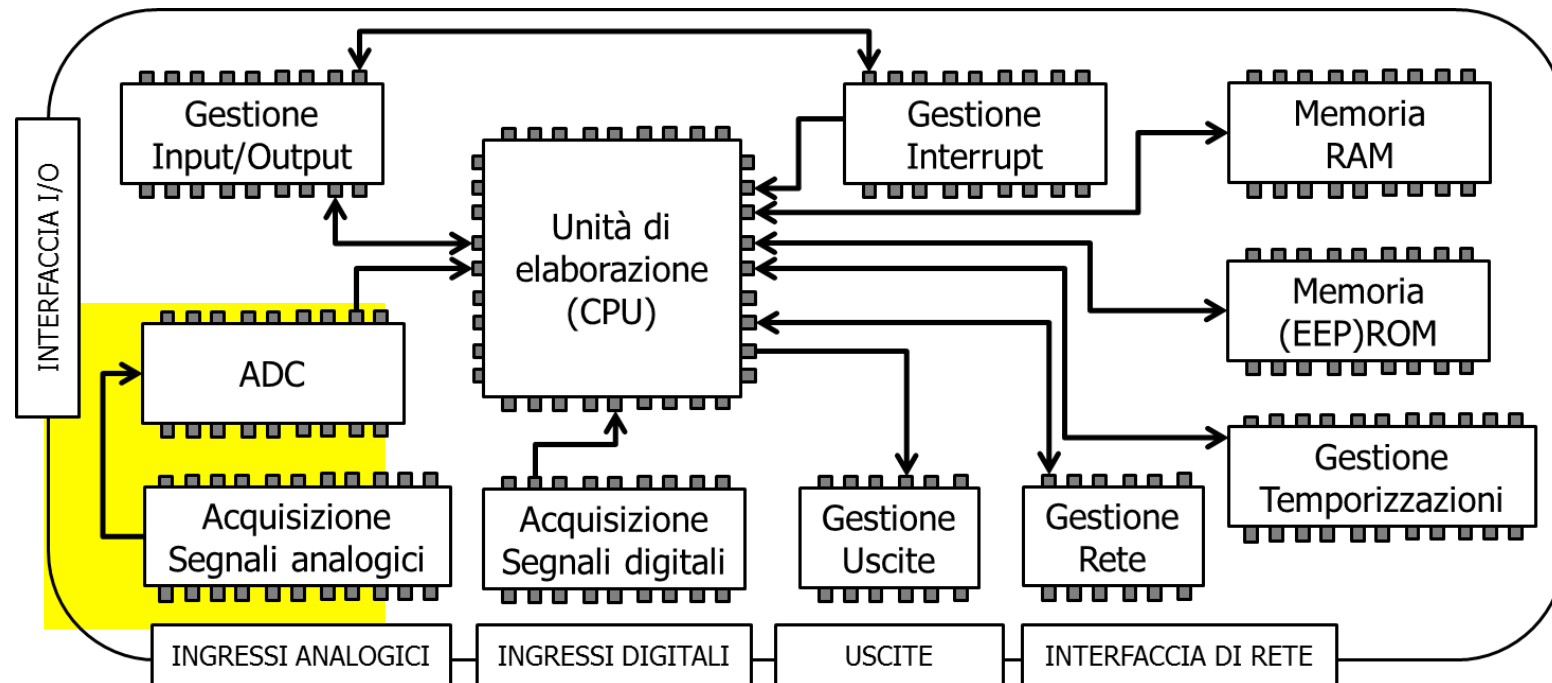 Gestione
Input/Output
Gestione
Interrupt
Memoria
RAM
INTERFACCIA I/O
Unità di
elaborazione
(CPU)
Memoria
(EEP)ROM
ADC
Gestione
Temporizzazioni
Acquisizione
Segnali analogici
Acquisizione
Segnali digitali
Gestione
Uscite
Gestione
Rete
INGRESSI ANALOGICI
INGRESSI DIGITALI
USCITE
INTERFACCIA DI RETE